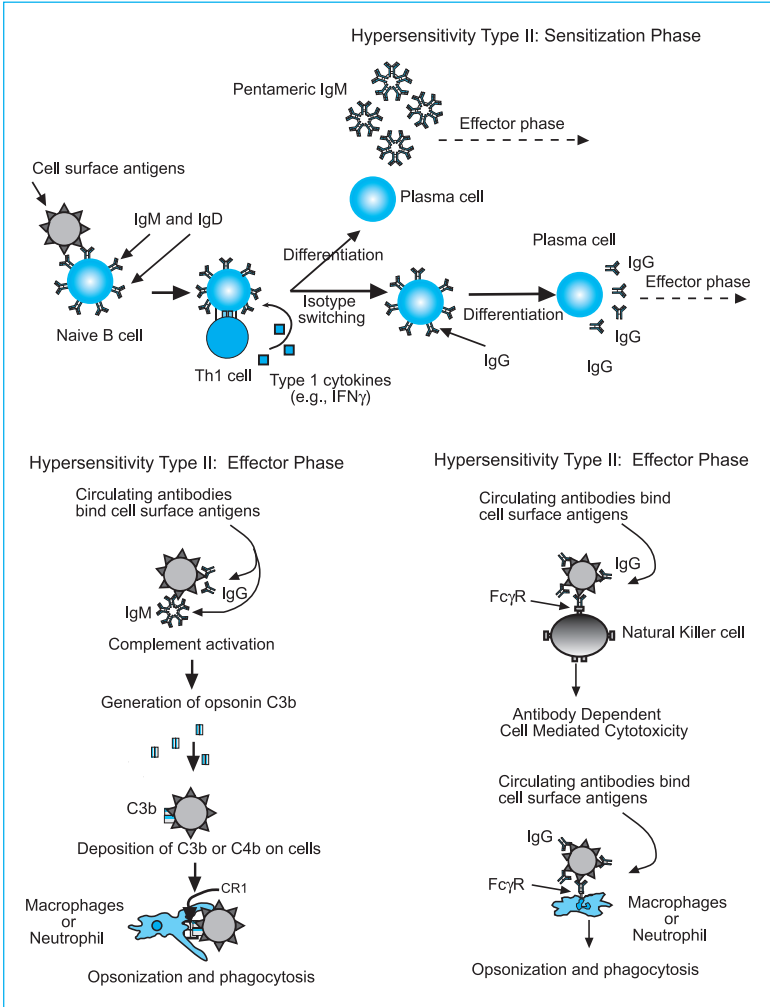 Hypersensitivity Type II: Sensitization Phase
Pentameric IgM
Effector phase
Cell surface antigens
IgM and IgD
Plasma cell
Differentiation
Plasma cell
IgG
Effector phase
Isotype
switching
Differentiation
IgG
Naive B cell
IgG
IgG
Th1 cell
Type 1 cytokines
(e.g., IFNγ)
Hypersensitivity Type II: Effector Phase
Circulating antibodies
bind cell surface antigens
IgG
IgM
Complement activation
Generation of opsonin C3b
C3b
Deposition of C3b or C4b on cells
CR1
Macrophages
or
Neutrophil
Opsonization and phagocytosis
Hypersensitivity Type II: Effector Phase
Circulating antibodies bind
cell surface antigens
IgG
FcγR
Natural Killer cell
Antibody Dependent
Cell Mediated Cytotoxicity
Circulating antibodies bind
cell surface antigens
IgG
FcγR
Macrophages
or
Neutrophil
Opsonization and phagocytosis